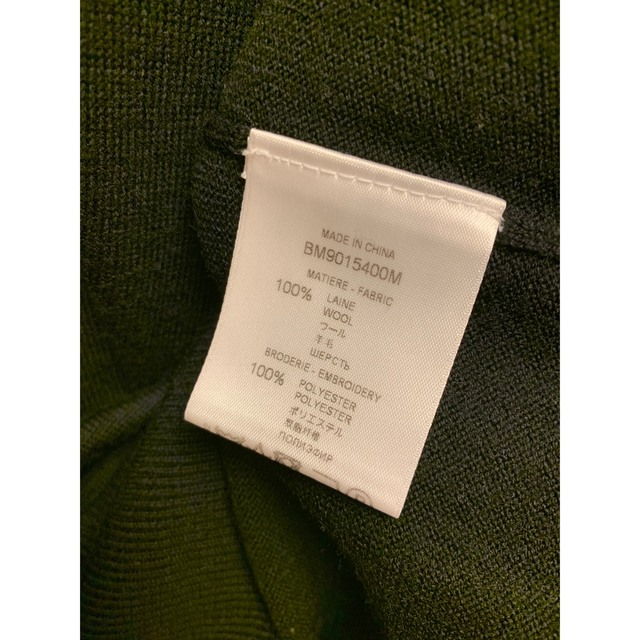 MADE IN CHINA
BM9015400M
MATIERE - FABRIC
100% LAINE
WOOL
ウール
羊毛
ШЕРСТЬ
BRODERIE - EMBROIDERY
100% POLYESTER
POLYESTER
ポリエステル
聚酯纤维
ПОЛИЭФИР